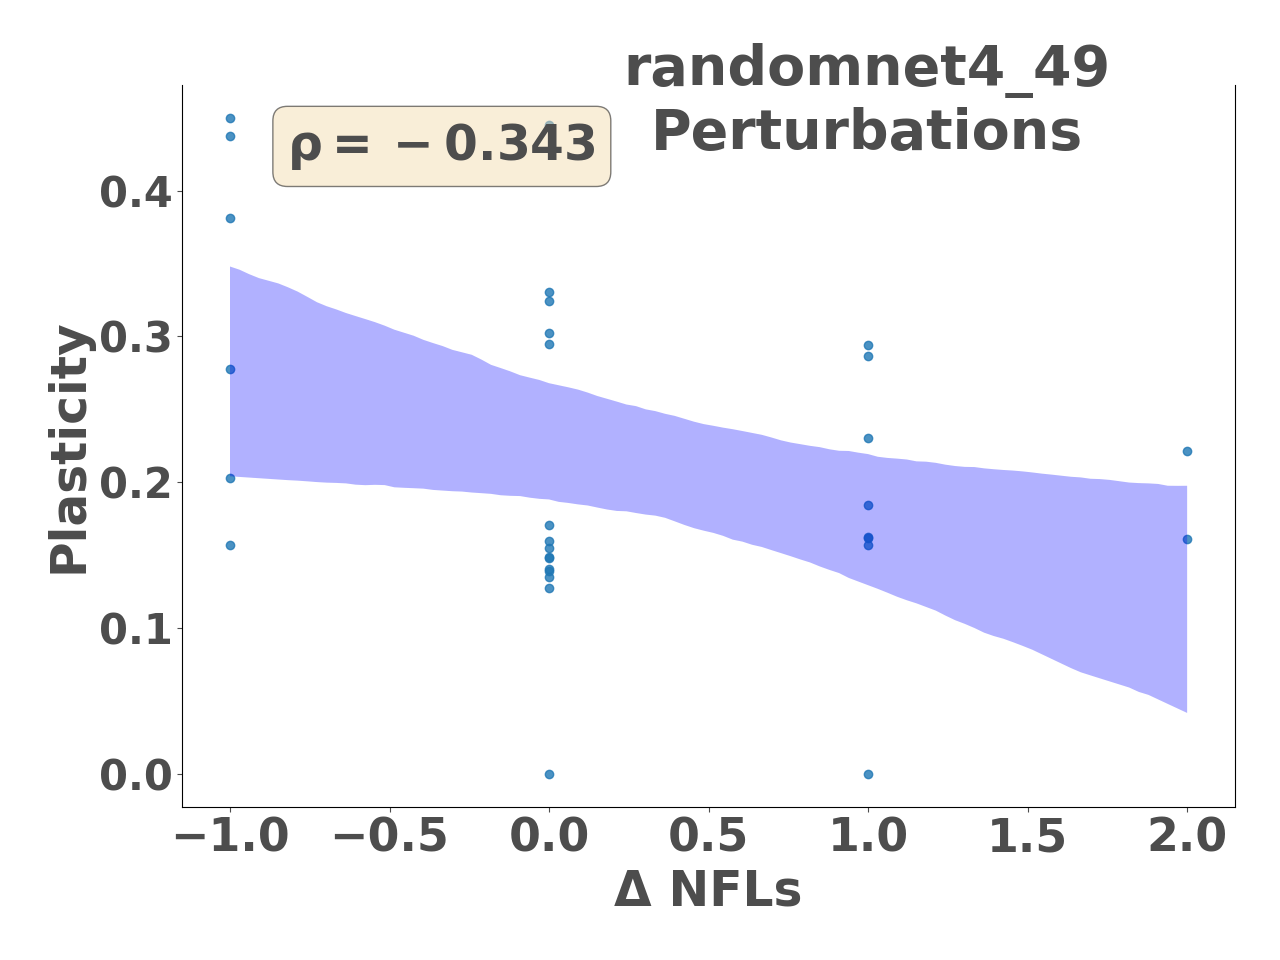 randomnet4_49
Perturbations
ρ = − 0.343
Plasticity
0.4
0.3
0.2
0.1
0.0
−1.0 −0.5 0.0 0.5 1.0 1.5 2.0
Δ NFLs